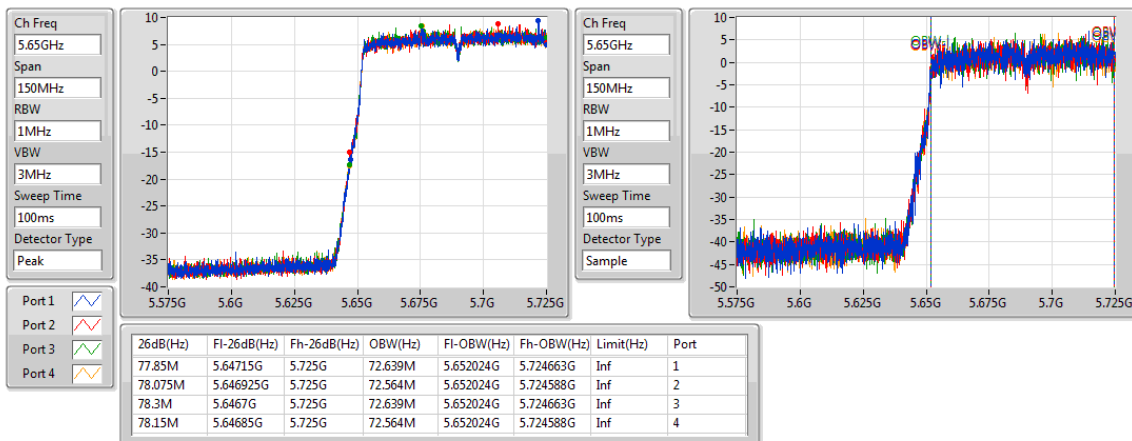 Ch Freq
5.65GHz
Span
150MHz
RBW
1MHz
VBW
3MHz
Sweep Time
100ms
Detector Type
Peak
10
5
0
-5
-10
-15
-20
-25
-30
-35
-40
5.575G 5.6G 5.625G 5.65G 5.675G 5.7G 5.725G
Ch Freq
5.65GHz
Span
150MHz
RBW
1MHz
VBW
3MHz
Sweep Time
100ms
Detector Type
Sample
10
5
0
-5
-10
-15
-20
-25
-30
-35
-40
-45
-50
OBW
OBW
5.575G 5.6G 5.625G 5.65G 5.675G 5.7G 5.725G
Port 1
Port 2
Port 3
Port 4
26dB(Hz) Fl-26dB(Hz) Fh-26dB(Hz) OBW(Hz) Fl-OBW(Hz) Fh-OBW(Hz) Limit(Hz) Port
77.85M 5.64715G 5.725G 72.639M 5.652024G 5.724663G Inf 1
78.075M 5.646925G 5.725G 72.564M 5.652024G 5.724588G Inf 2
78.3M 5.6467G 5.725G 72.639M 5.652024G 5.724663G Inf 3
78.15M 5.64685G 5.725G 72.564M 5.652024G 5.724588G Inf 4